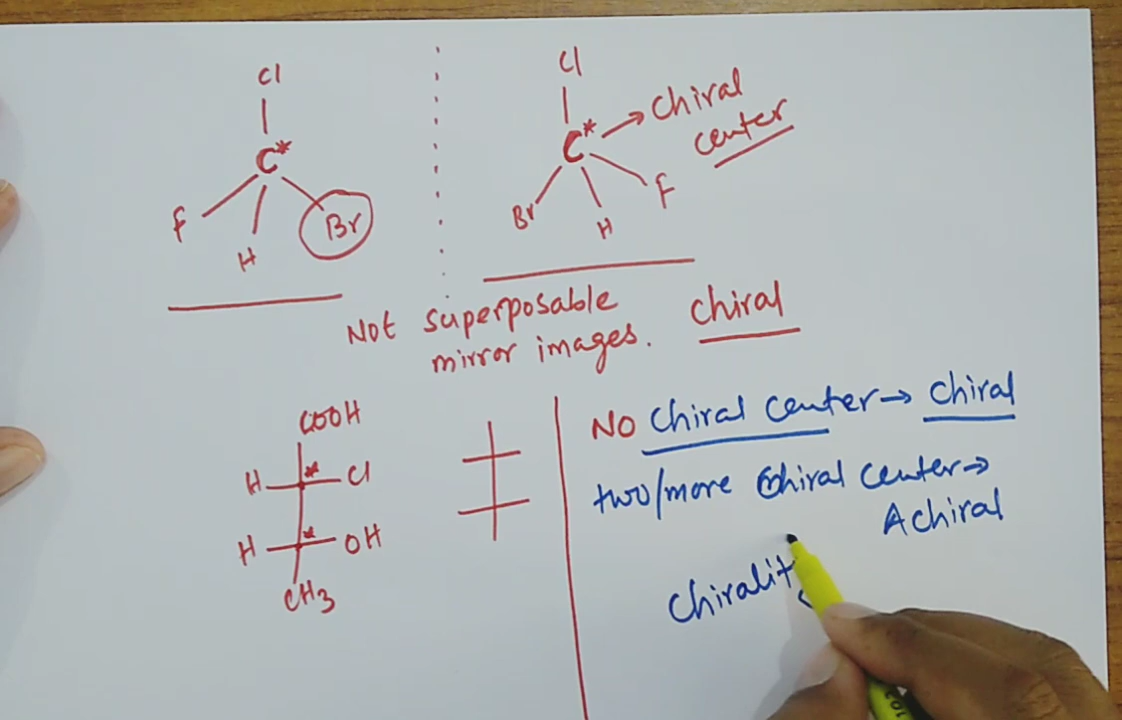 Cl
C*
F
H
Br
Cl
C* → Chiral
center
Br
H
F
Not superposable
mirror images.
Chiral
COOH
H * Cl
H * OH
CH3
NO Chiral Center → Chiral
two/more Chiral Center →
Achiral
Chirality